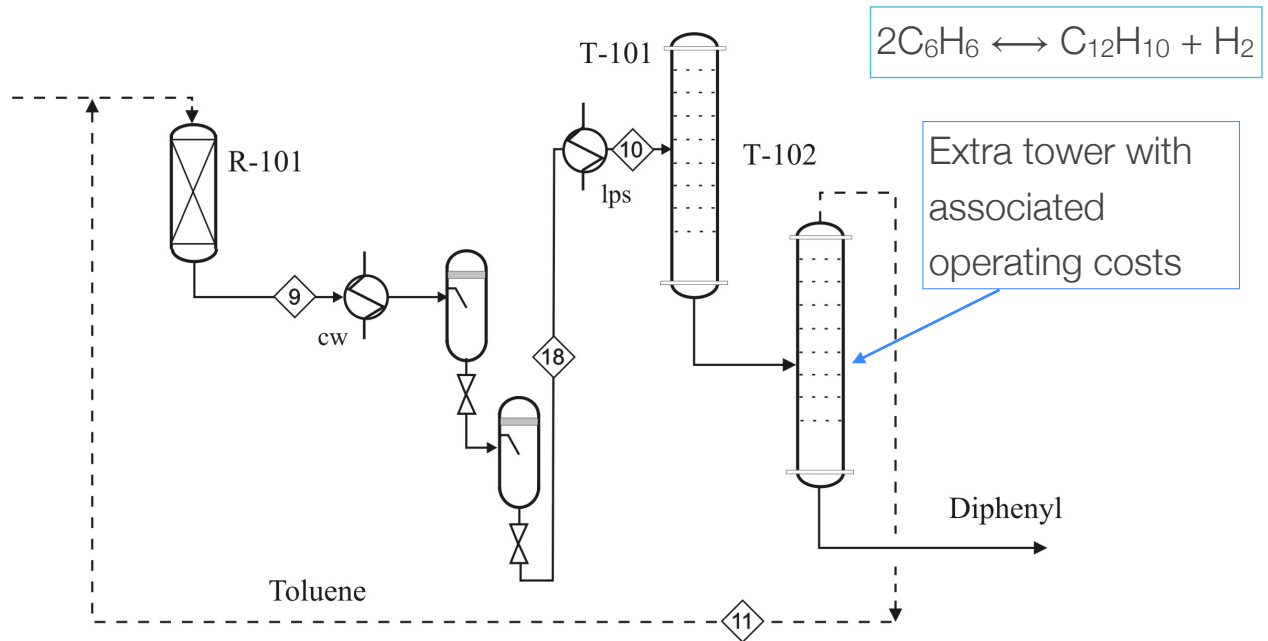 2C₆H₆ ⟷ C₁₂H₁₀ + H₂
T-101
R-101
10
T-102
lps
Extra tower with
associated
operating costs
9
cw
18
Diphenyl
Toluene
11